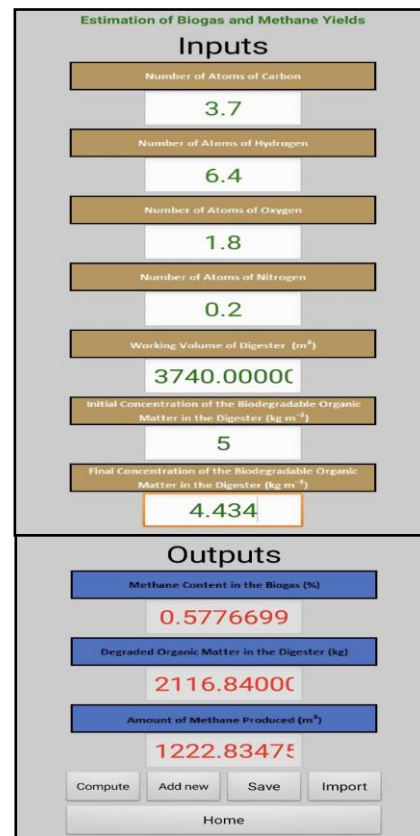 Estimation of Biogas and Methane Yields
Inputs
Number of Atoms of Carbon
3.7
Number of Atoms of Hydrogen
6.4
Number of Atoms of Oxygen
1.8
Number of Atoms of Nitrogen
0.2
Working Volume of Digester (m³)
3740.0000(
Initial Concentration of the Biodegradable Organic
Matter in the Digester (kg m⁻³)
5
Final Concentration of the Biodegradable Organic
Matter in the Digester (kg m⁻³)
4.434
Outputs
Methane Content in the Biogas (%)
0.5776699
Degraded Organic Matter in the Digester (kg)
2116.8400(
Amount of Methane Produced (m³)
1222.83475
Compute Add new Save Import
Home